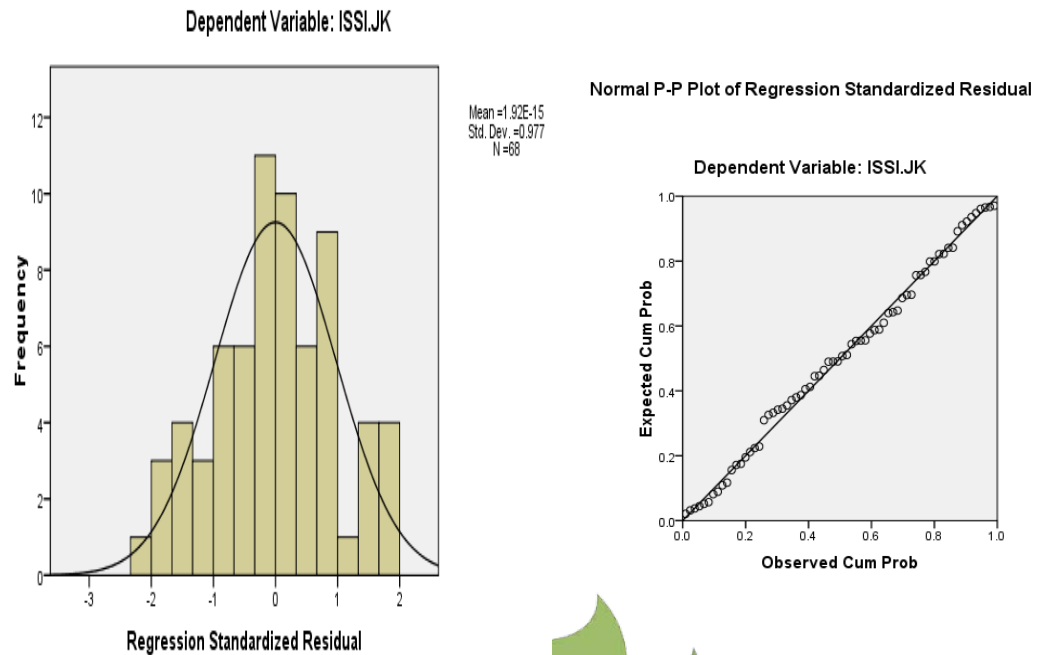 Dependent Variable: ISSI.JK
Mean =1.92E-15
Std. Dev. =0.977
N =68
12
10
8
6
4
2
0
Frequency
-3
-2
-1
0
1
2
Regression Standardized Residual
Normal P-P Plot of Regression Standardized Residual
Dependent Variable: ISSI.JK
1.0
0.8
0.6
0.4
0.2
0.0
Expected Cum Prob
0.0
0.2
0.4
0.6
0.8
1.0
Observed Cum Prob